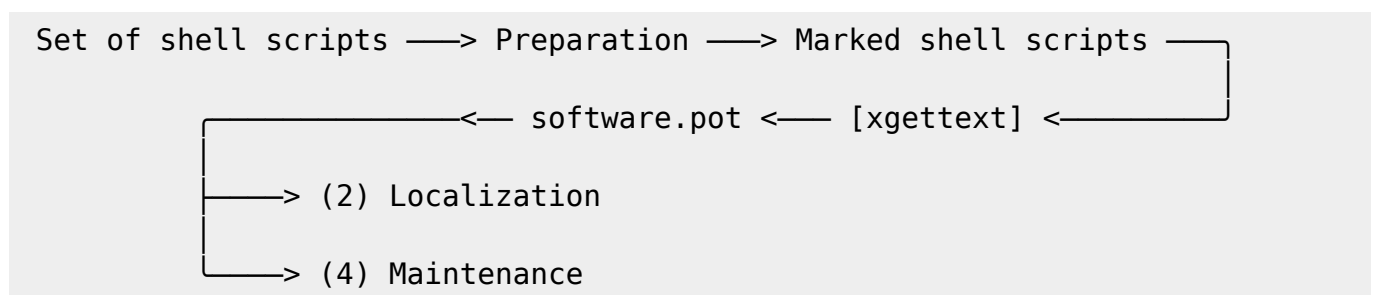 Set of shell scripts ───> Preparation ───> Marked shell scripts ───╮
╭──────────────<── software.pot <─── [xgettext] <─────────╯
├────> (2) Localization
╰────> (4) Maintenance